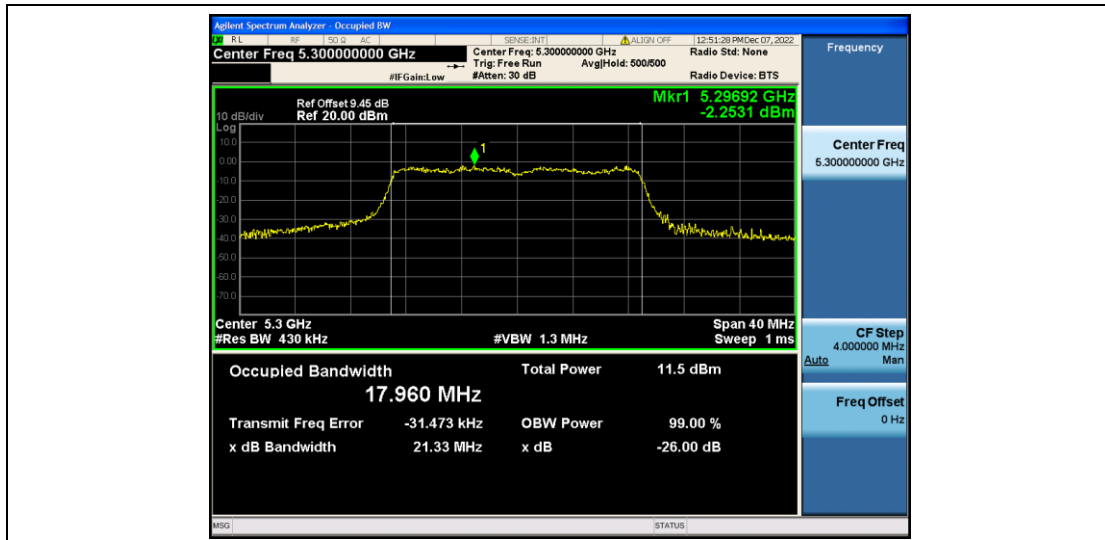 Agilent Spectrum Analyzer - Occupied BW
RL RF 50 Ω AC SENSE:INT ALIGN OFF 12:51:28 PM Dec 07, 2022
Center Freq 5.300000000 GHz
Center Freq: 5.300000000 GHz Radio Std: None
Trig: Free Run Avg|Hold: 500/500
#IFGain:Low #Atten: 30 dB Radio Device: BTS
Ref Offset 9.45 dB Mkr1 5.29692 GHz
10 dB/div Ref 20.00 dBm -2.2531 dBm
Log
10.0
1
0.00
-10.0
-20.0
-30.0
-40.0
-50.0
-60.0
-70.0
Center 5.3 GHz Span 40 MHz
#Res BW 430 kHz #VBW 1.3 MHz Sweep 1 ms
Occupied Bandwidth Total Power 11.5 dBm
17.960 MHz
Transmit Freq Error -31.473 kHz OBW Power 99.00 %
x dB Bandwidth 21.33 MHz x dB -26.00 dB
MSG STATUS
Frequency
Center Freq
5.300000000 GHz
CF Step
4.000000 MHz
Auto Man
Freq Offset
0 Hz